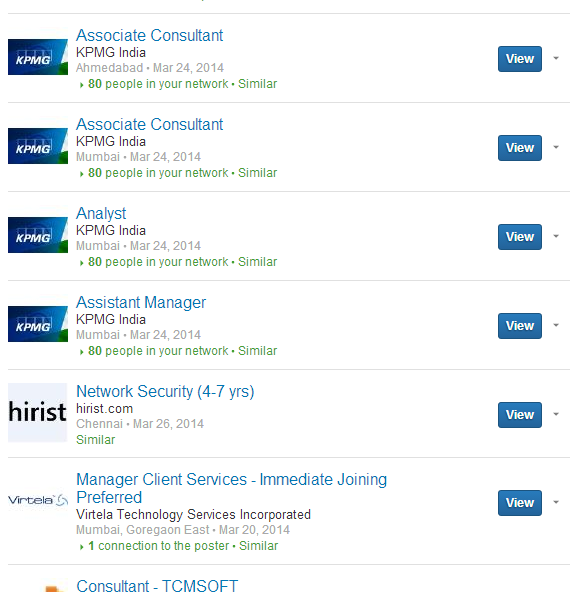 Associate Consultant
KPMG
KPMG India
View
Ahmedabad • Mar 24, 2014
80 people in your network • Similar
Associate Consultant
KPMG
KPMG India
View
Mumbai • Mar 24, 2014
80 people in your network • Similar
Analyst
KPMG
KPMG India
View
Mumbai • Mar 24, 2014
80 people in your network • Similar
Assistant Manager
KPMG
KPMG India
View
Mumbai • Mar 24, 2014
80 people in your network • Similar
Network Security (4-7 yrs)
hirist
hirist.com
View
Chennai • Mar 26, 2014
Similar
Manager Client Services - Immediate Joining
Preferred
Virtela
View
Virtela Technology Services Incorporated
Mumbai, Goregaon East • Mar 20, 2014
1 connection to the poster • Similar
Consultant - TCMSOFT